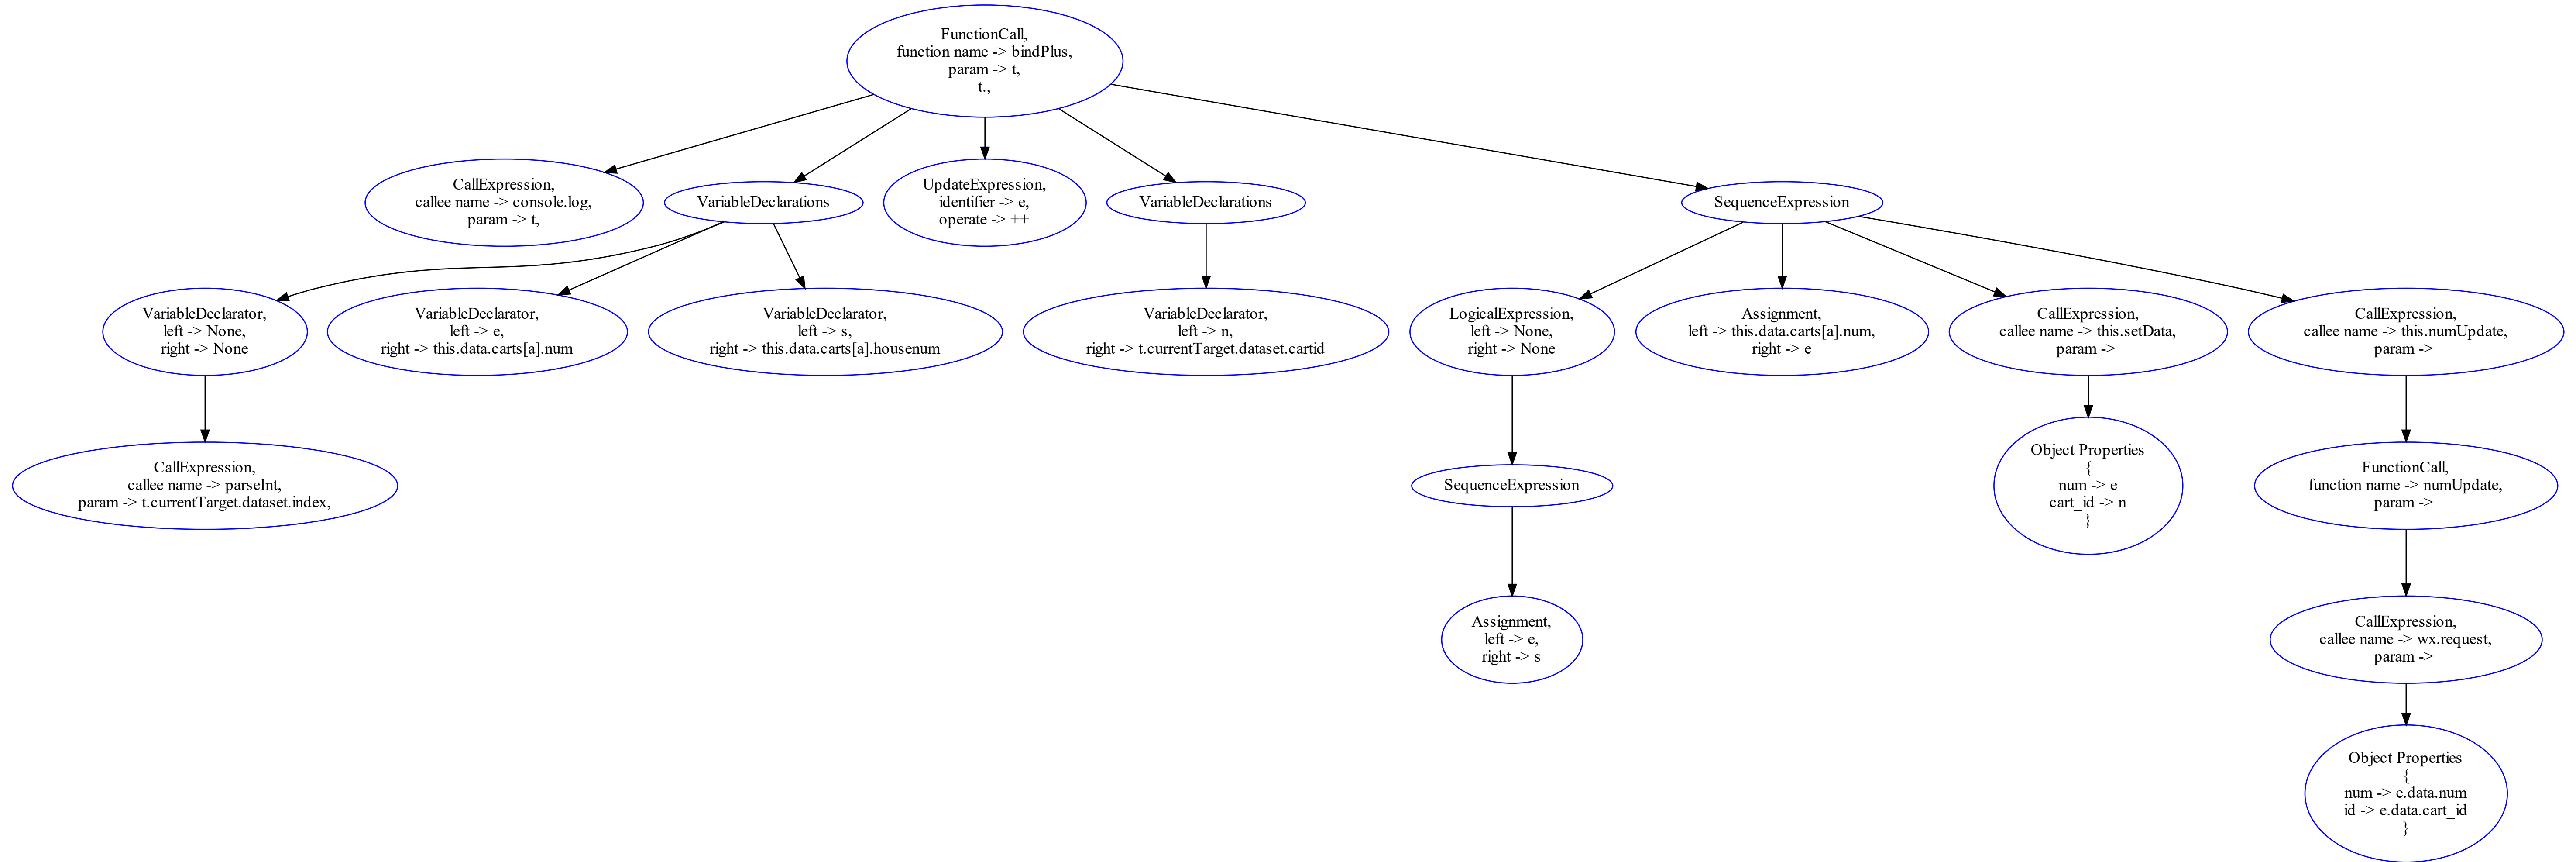 FunctionCall,
function name -> bindPlus,
param -> t,
t.,
CallExpression,
callee name -> console.log,
param -> t,
VariableDeclarations
UpdateExpression,
identifier -> e,
operate -> ++
VariableDeclarations
SequenceExpression
VariableDeclarator,
left -> None,
right -> None
VariableDeclarator,
left -> e,
right -> this.data.carts[a].num
VariableDeclarator,
left -> s,
right -> this.data.carts[a].housenum
VariableDeclarator,
left -> n,
right -> t.currentTarget.dataset.cartid
LogicalExpression,
left -> None,
right -> None
Assignment,
left -> this.data.carts[a].num,
right -> e
CallExpression,
callee name -> this.setData,
param ->
CallExpression,
callee name -> this.numUpdate,
param ->
CallExpression,
callee name -> parseInt,
param -> t.currentTarget.dataset.index,
SequenceExpression
Object Properties
{
num -> e
cart_id -> n
}
FunctionCall,
function name -> numUpdate,
param ->
Assignment,
left -> e,
right -> s
CallExpression,
callee name -> wx.request,
param ->
Object Properties
{
num -> e.data.num
id -> e.data.cart_id
}